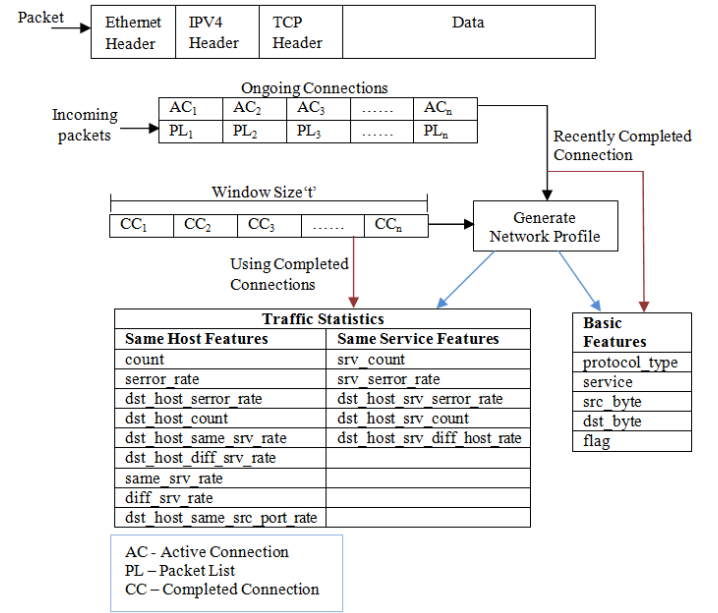 Packet
Ethernet Header
IPV4 Header
TCP Header
Data
Ongoing Connections
Incoming packets
AC1 AC2 AC3 ...... ACn
PL1 PL2 PL3 ...... PLn
Recently Completed Connection
Window Size‘t’
CC1 CC2 CC3 ...... CCn
Generate Network Profile
Using Completed Connections
Traffic Statistics
Same Host Features Same Service Features
count srv_count
serror_rate srv_serror_rate
dst_host_serror_rate dst_host_srv_serror_rate
dst_host_count dst_host_srv_count
dst_host_same_srv_rate dst_host_srv_diff_host_rate
dst_host_diff_srv_rate
same_srv_rate
diff_srv_rate
dst_host_same_src_port_rate
Basic Features
protocol_type
service
src_byte
dst_byte
flag
AC - Active Connection
PL – Packet List
CC – Completed Connection